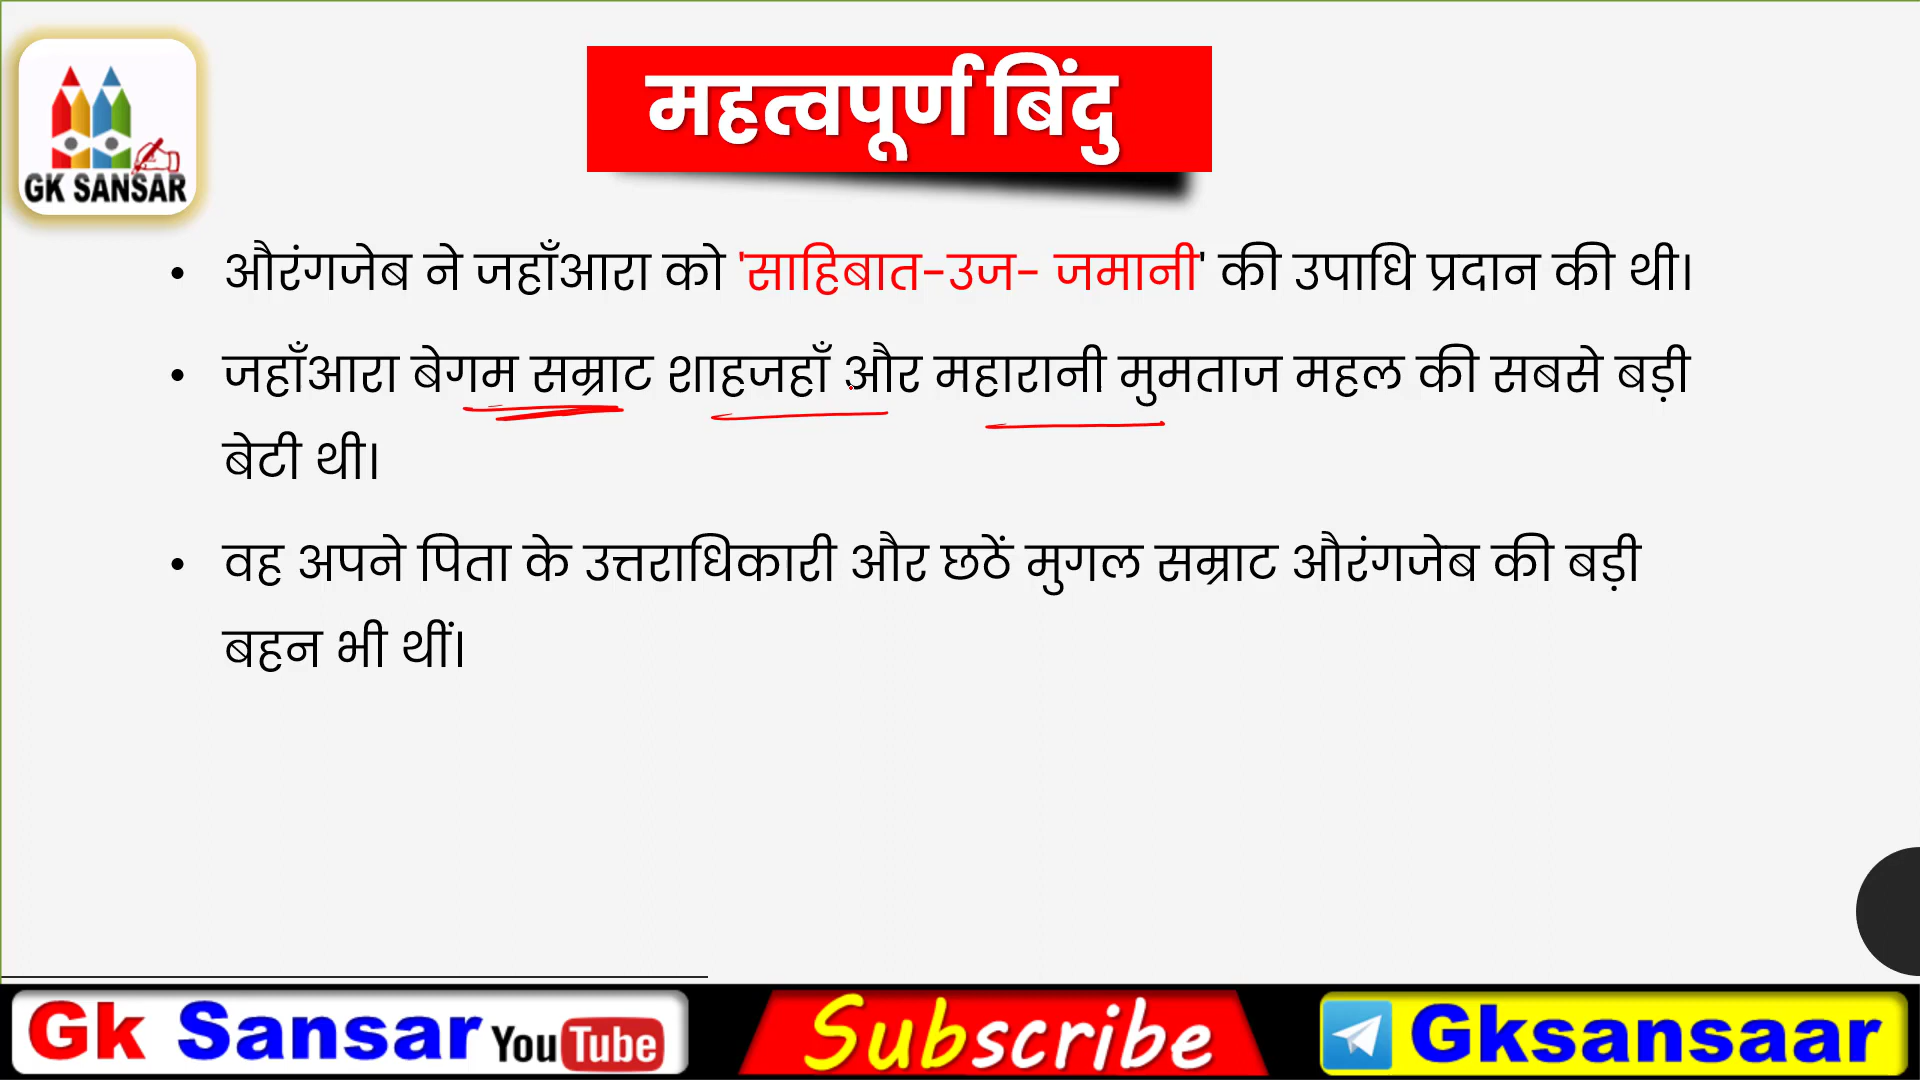 GK SANSAR
महत्वपूर्ण बिंदु
• औरंगजेब ने जहाँआरा को 'साहिबात-उज- जमानी' की उपाधि प्रदान की थी।
• जहाँआरा बेगम सम्राट शाहजहाँ और महारानी मुमताज महल की सबसे बड़ी
बेटी थी।
• वह अपने पिता के उत्तराधिकारी और छठें मुगल सम्राट औरंगजेब की बड़ी
बहन भी थीं।
Gk Sansar YouTube Subscribe Gksansaar